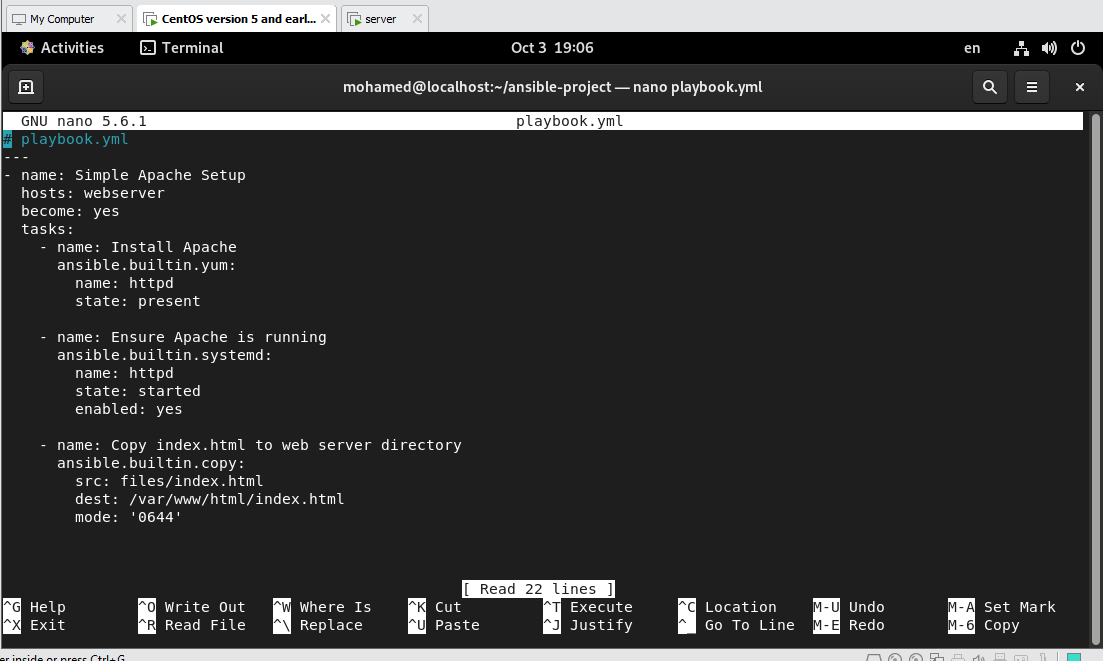 My Computer
CentOS version 5 and earl...
server
Activities
Terminal
Oct 3 19:06
en
mohamed@localhost:~/ansible-project — nano playbook.yml
GNU nano 5.6.1 playbook.yml
# playbook.yml
---
- name: Simple Apache Setup
  hosts: webserver
  become: yes
  tasks:
    - name: Install Apache
      ansible.builtin.yum:
        name: httpd
        state: present
    - name: Ensure Apache is running
      ansible.builtin.systemd:
        name: httpd
        state: started
        enabled: yes
    - name: Copy index.html to web server directory
      ansible.builtin.copy:
        src: files/index.html
        dest: /var/www/html/index.html
        mode: '0644'
[ Read 22 lines ]
^G Help ^O Write Out ^W Where Is ^K Cut ^T Execute ^C Location M-U Undo M-A Set Mark
^X Exit ^R Read File ^\ Replace ^U Paste ^J Justify ^_ Go To Line M-E Redo M-6 Copy
er inside or press Ctrl+G.